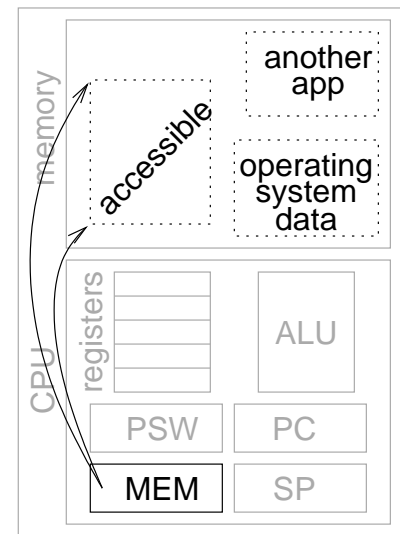 memory
another
app
accessible
operating
system
data
CPU
registers
ALU
PSW
PC
MEM
SP